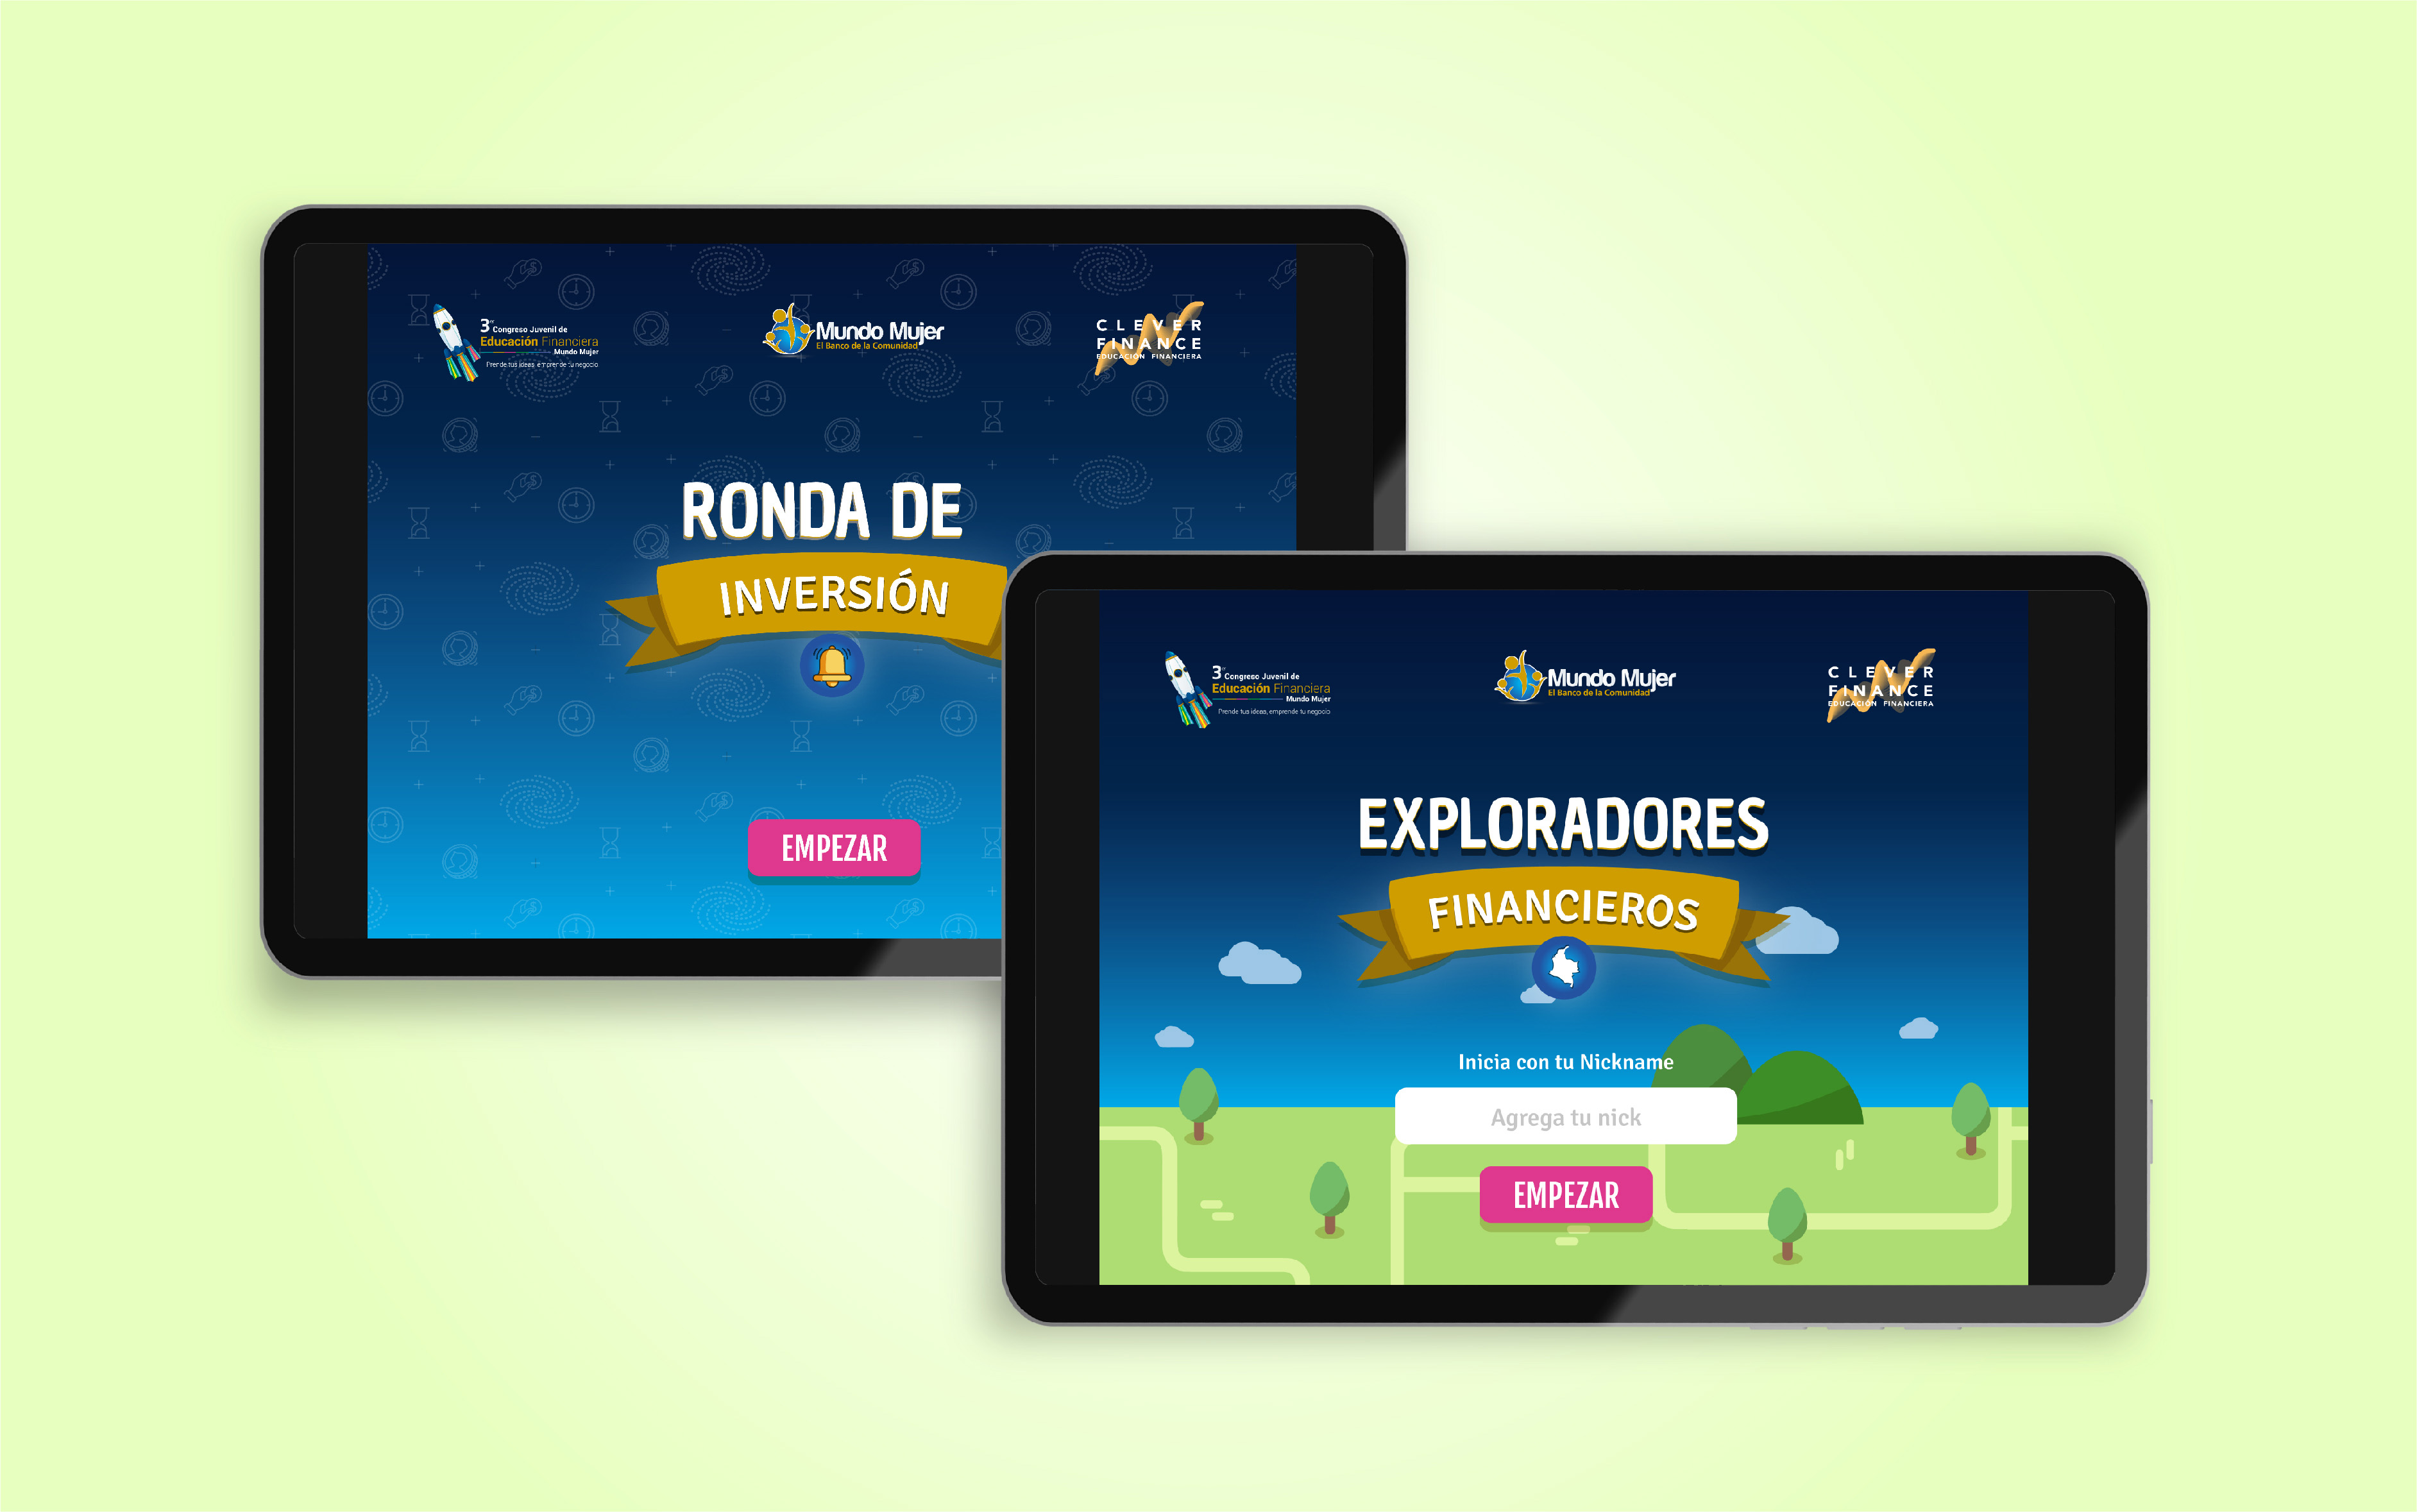 3er Congreso Juvenil de
Educación Financiera
Mundo Mujer
Prende tus ideas, emprende tu negocio
Mundo Mujer
El Banco de la Comunidad
CLEVER
FINANCE
EDUCACIÓN FINANCIERA
RONDA DE
INVERSIÓN
EMPEZAR
3er Congreso Juvenil de
Educación Financiera
Mundo Mujer
Prende tus ideas, emprende tu negocio
Mundo Mujer
El Banco de la Comunidad
CLEVER
FINANCE
EDUCACIÓN FINANCIERA
EXPLORADORES
FINANCIEROS
Inicia con tu Nickname
Agrega tu nick
EMPEZAR